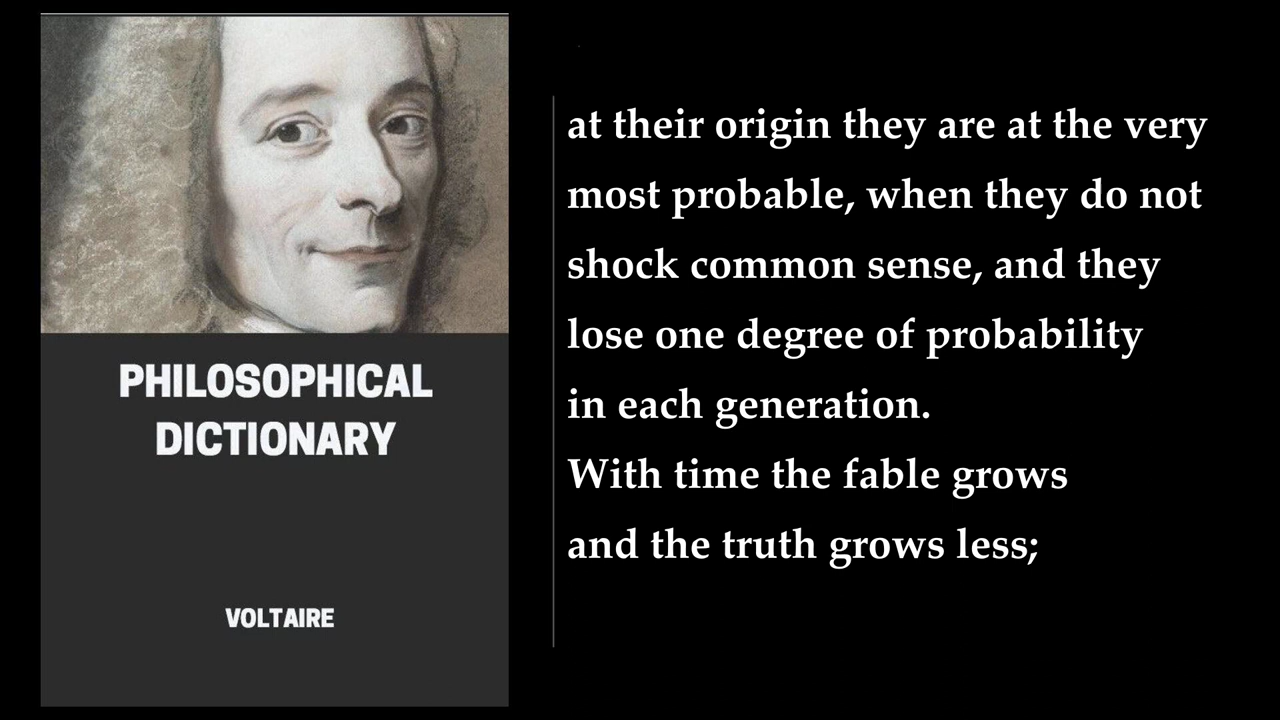 PHILOSOPHICAL
DICTIONARY
VOLTAIRE
at their origin they are at the very
most probable, when they do not
shock common sense, and they
lose one degree of probability
in each generation.
With time the fable grows
and the truth grows less;